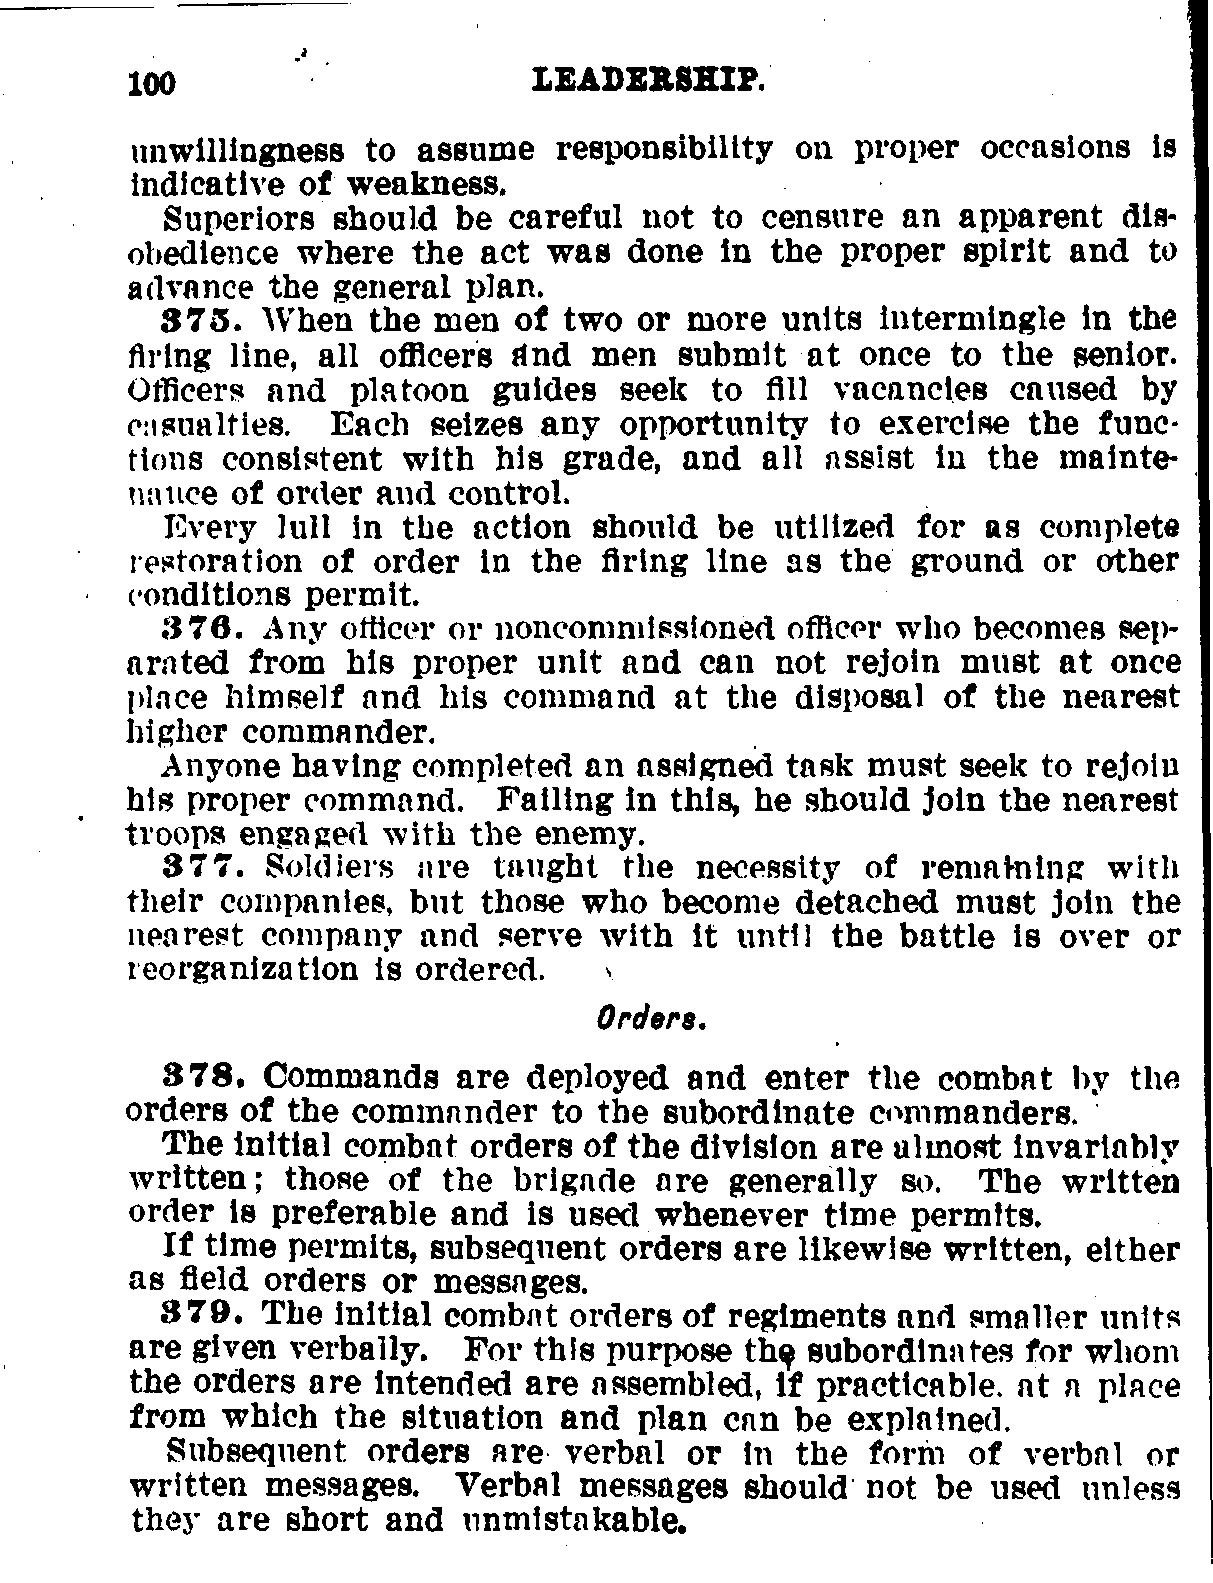 100 LEADERSHIP.
unwillingness to assume responsibility on proper occasions is
indicative of weakness.
Superiors should be careful not to censure an apparent dis-
obedience where the act was done in the proper spirit and to
advance the general plan.
375. When the men of two or more units intermingle in the
firing line, all officers and men submit at once to the senior.
Officers and platoon guides seek to fill vacancies caused by
casualties. Each seizes any opportunity to exercise the func-
tions consistent with his grade, and all assist in the mainte-
nance of order and control.
Every lull in the action should be utilized for as complete
restoration of order in the firing line as the ground or other
conditions permit.
376. Any officer or noncommissioned officer who becomes sep-
arated from his proper unit and can not rejoin must at once
place himself and his command at the disposal of the nearest
higher commander.
Anyone having completed an assigned task must seek to rejoin
his proper command. Failing in this, he should join the nearest
troops engaged with the enemy.
377. Soldiers are taught the necessity of remaining with
their companies, but those who become detached must join the
nearest company and serve with it until the battle is over or
reorganization is ordered.
Orders.
378. Commands are deployed and enter the combat by the
orders of the commander to the subordinate commanders.
The initial combat orders of the division are almost invariably
written; those of the brigade are generally so. The written
order is preferable and is used whenever time permits.
If time permits, subsequent orders are likewise written, either
as field orders or messages.
379. The initial combat orders of regiments and smaller units
are given verbally. For this purpose the subordinates for whom
the orders are intended are assembled, if practicable, at a place
from which the situation and plan can be explained.
Subsequent orders are verbal or in the form of verbal or
written messages. Verbal messages should not be used unless
they are short and unmistakable.